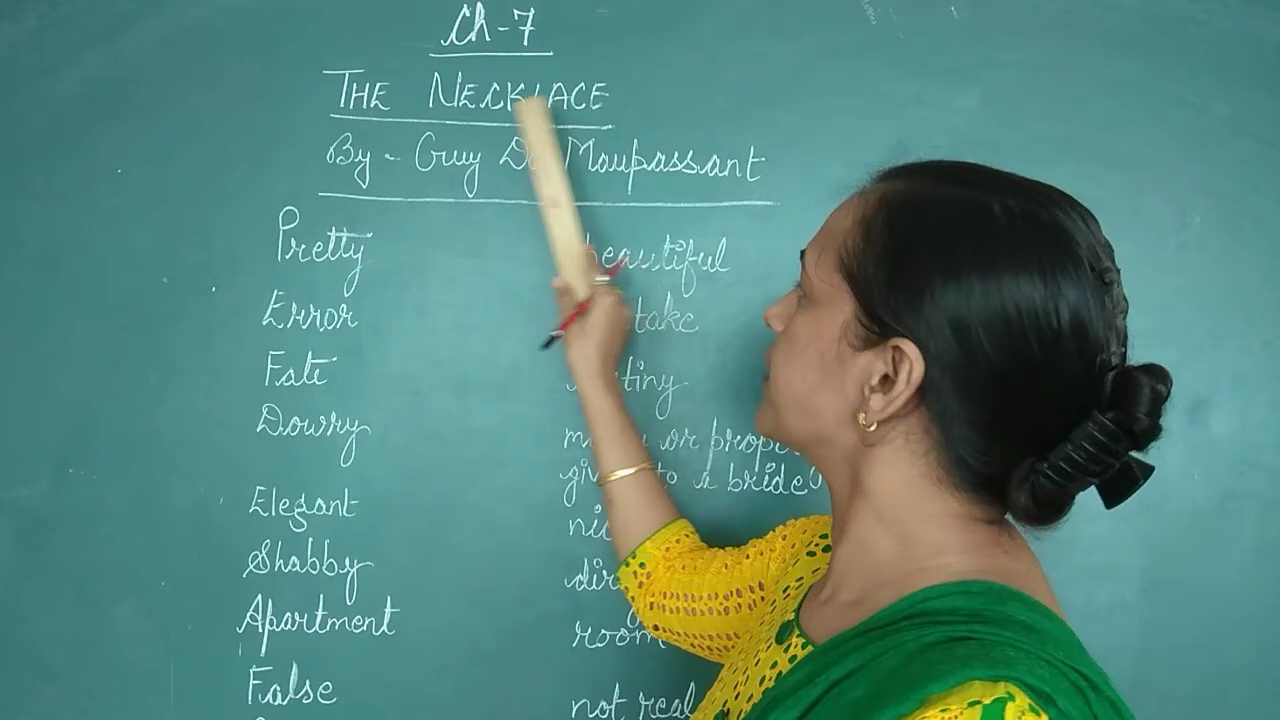 Ch-7
THE NECKLACE
By - Guy De Maupassant
Pretty beautiful
Error
Fate
Dowry or
given to a bride
Elegant
Shabby
Apartment room
False not real